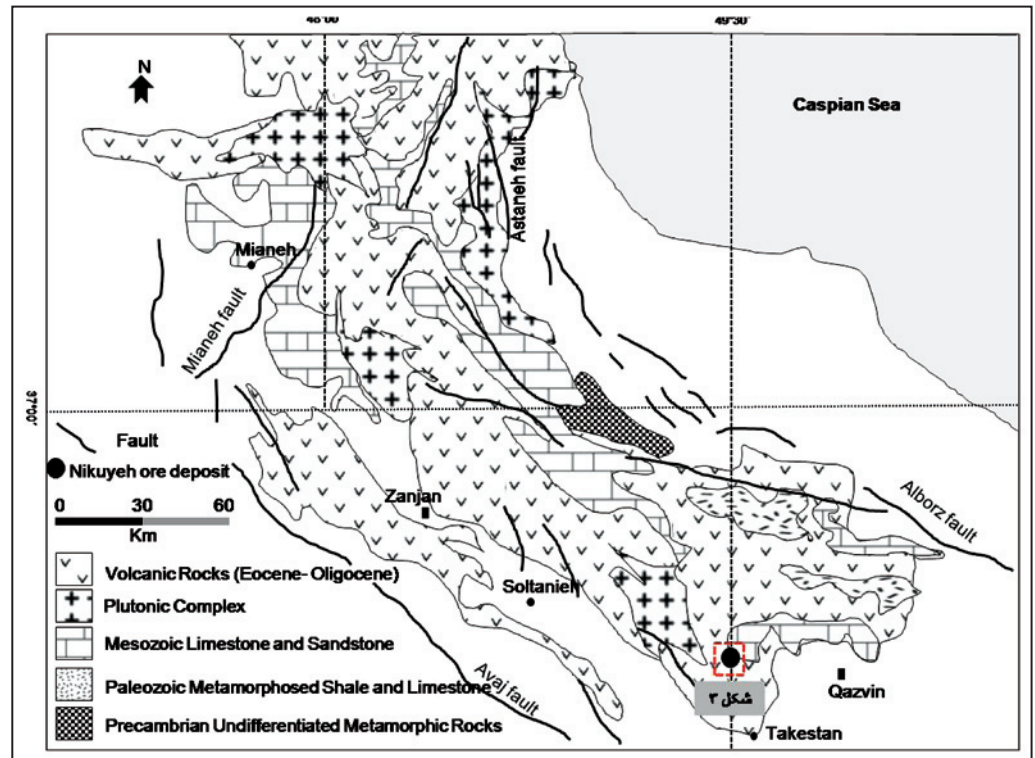 48°00'
49°30'
N
Caspian Sea
Astaneh fault
Mianeh
Mianeh fault
37°00'
Fault
Nikuyeh ore deposit
0 30 60
Km
Zanjan
Alborz fault
Soltanieh
Volcanic Rocks (Eocene- Oligocene)
Plutonic Complex
Mesozoic Limestone and Sandstone
Paleozoic Metamorphosed Shale and Limestone
Precambrian Undifferentiated Metamorphic Rocks
Avaj fault
شکل ۳
Qazvin
Takestan